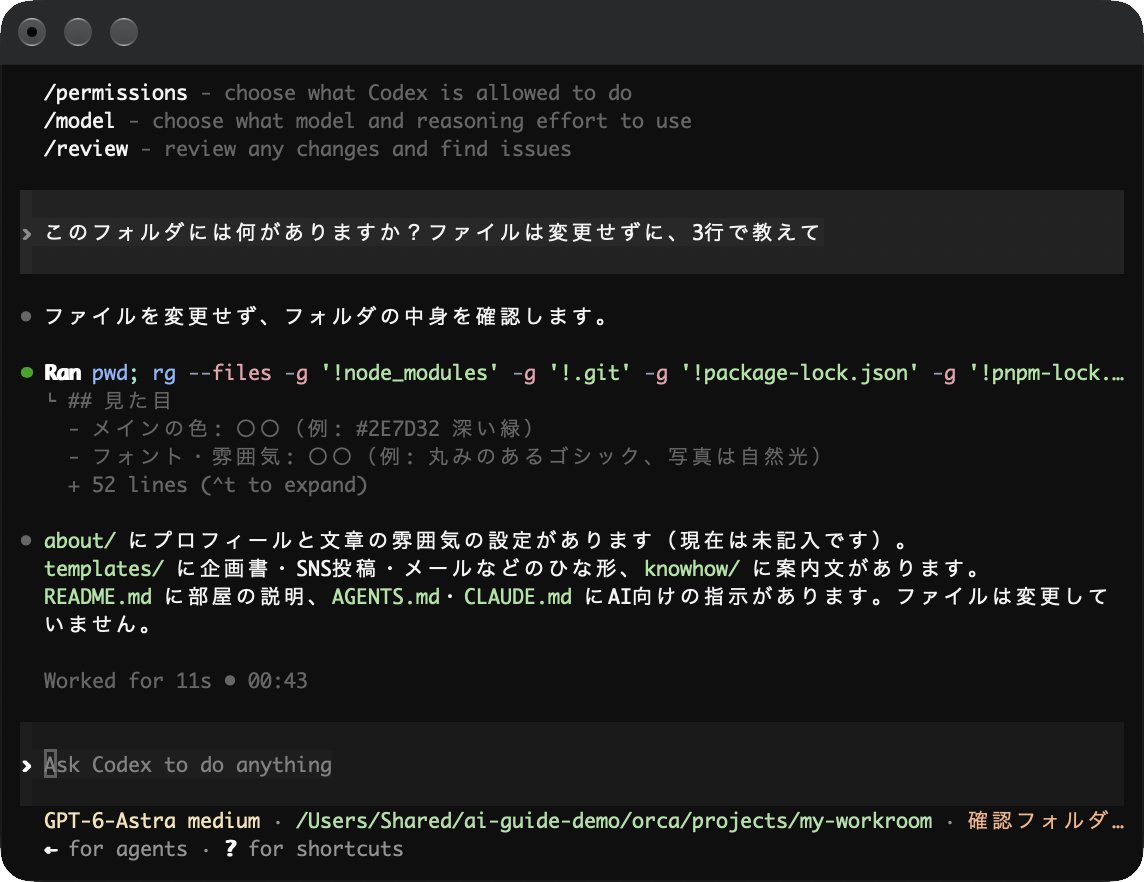 /permissions - choose what Codex is allowed to do
/model - choose what model and reasoning effort to use
/review - review any changes and find issues
› このフォルダには何がありますか？ファイルは変更せずに、3行で教えて
• ファイルを変更せず、フォルダの中身を確認します。
• Ran pwd; rg --files -g '!node_modules' -g '!.git' -g '!package-lock.json' -g '!pnpm-lock.…
└ ## 見た目
- メインの色: 〇〇（例: #2E7D32 深い緑）
- フォント・雰囲気: 〇〇（例: 丸みのあるゴシック、写真は自然光）
+ 52 lines (^t to expand)
• about/ にプロフィールと文章の雰囲気の設定があります（現在は未記入です）。
templates/ に企画書・SNS投稿・メールなどのひな形、knowhow/ に案内文があります。
README.md に部屋の説明、AGENTS.md・CLAUDE.md にAI向けの指示があります。ファイルは変更して
いません。
Worked for 11s • 00:43
› Ask Codex to do anything
GPT-6-Astra medium · /Users/Shared/ai-guide-demo/orca/projects/my-workroom · 確認フォルダ…
← for agents · ? for shortcuts